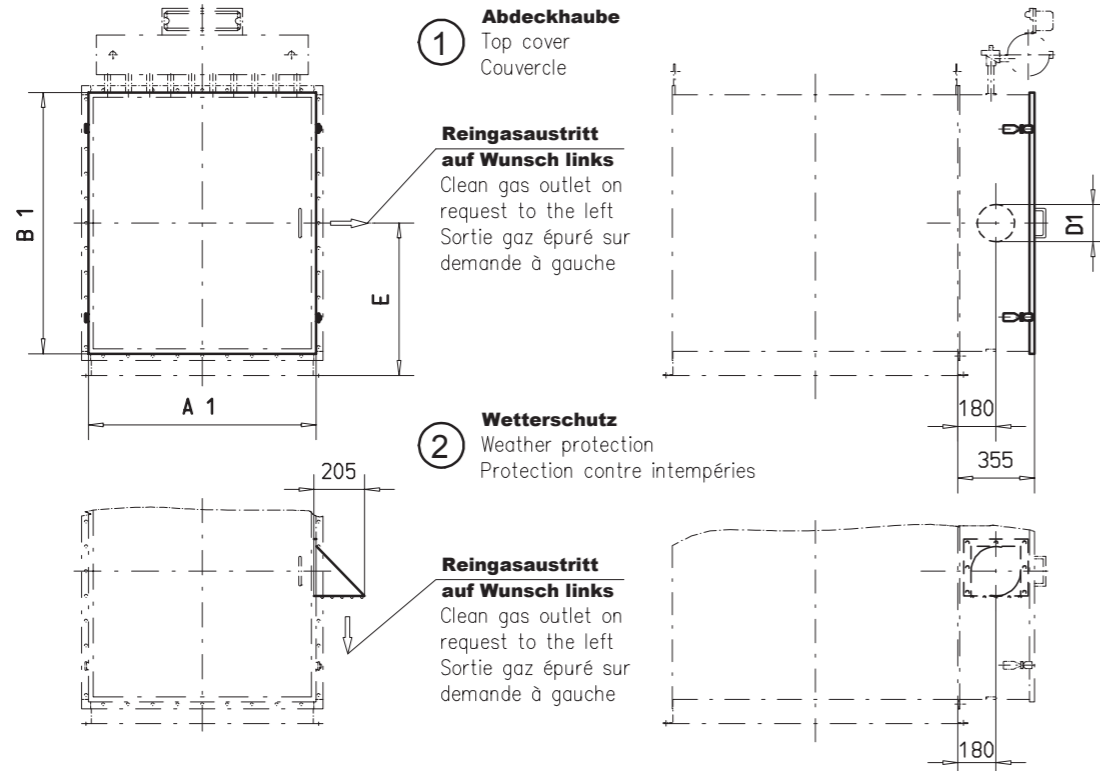 1
Abdeckhaube
Top cover
Couvercle
Reingasaustritt
auf Wunsch links
Clean gas outlet on
request to the left
Sortie gaz épuré sur
demande à gauche
B 1
E
A 1
D1
180
355
2
Wetterschutz
Weather protection
Protection contre intempéries
205
Reingasaustritt
auf Wunsch links
Clean gas outlet on
request to the left
Sortie gaz épuré sur
demande à gauche
180